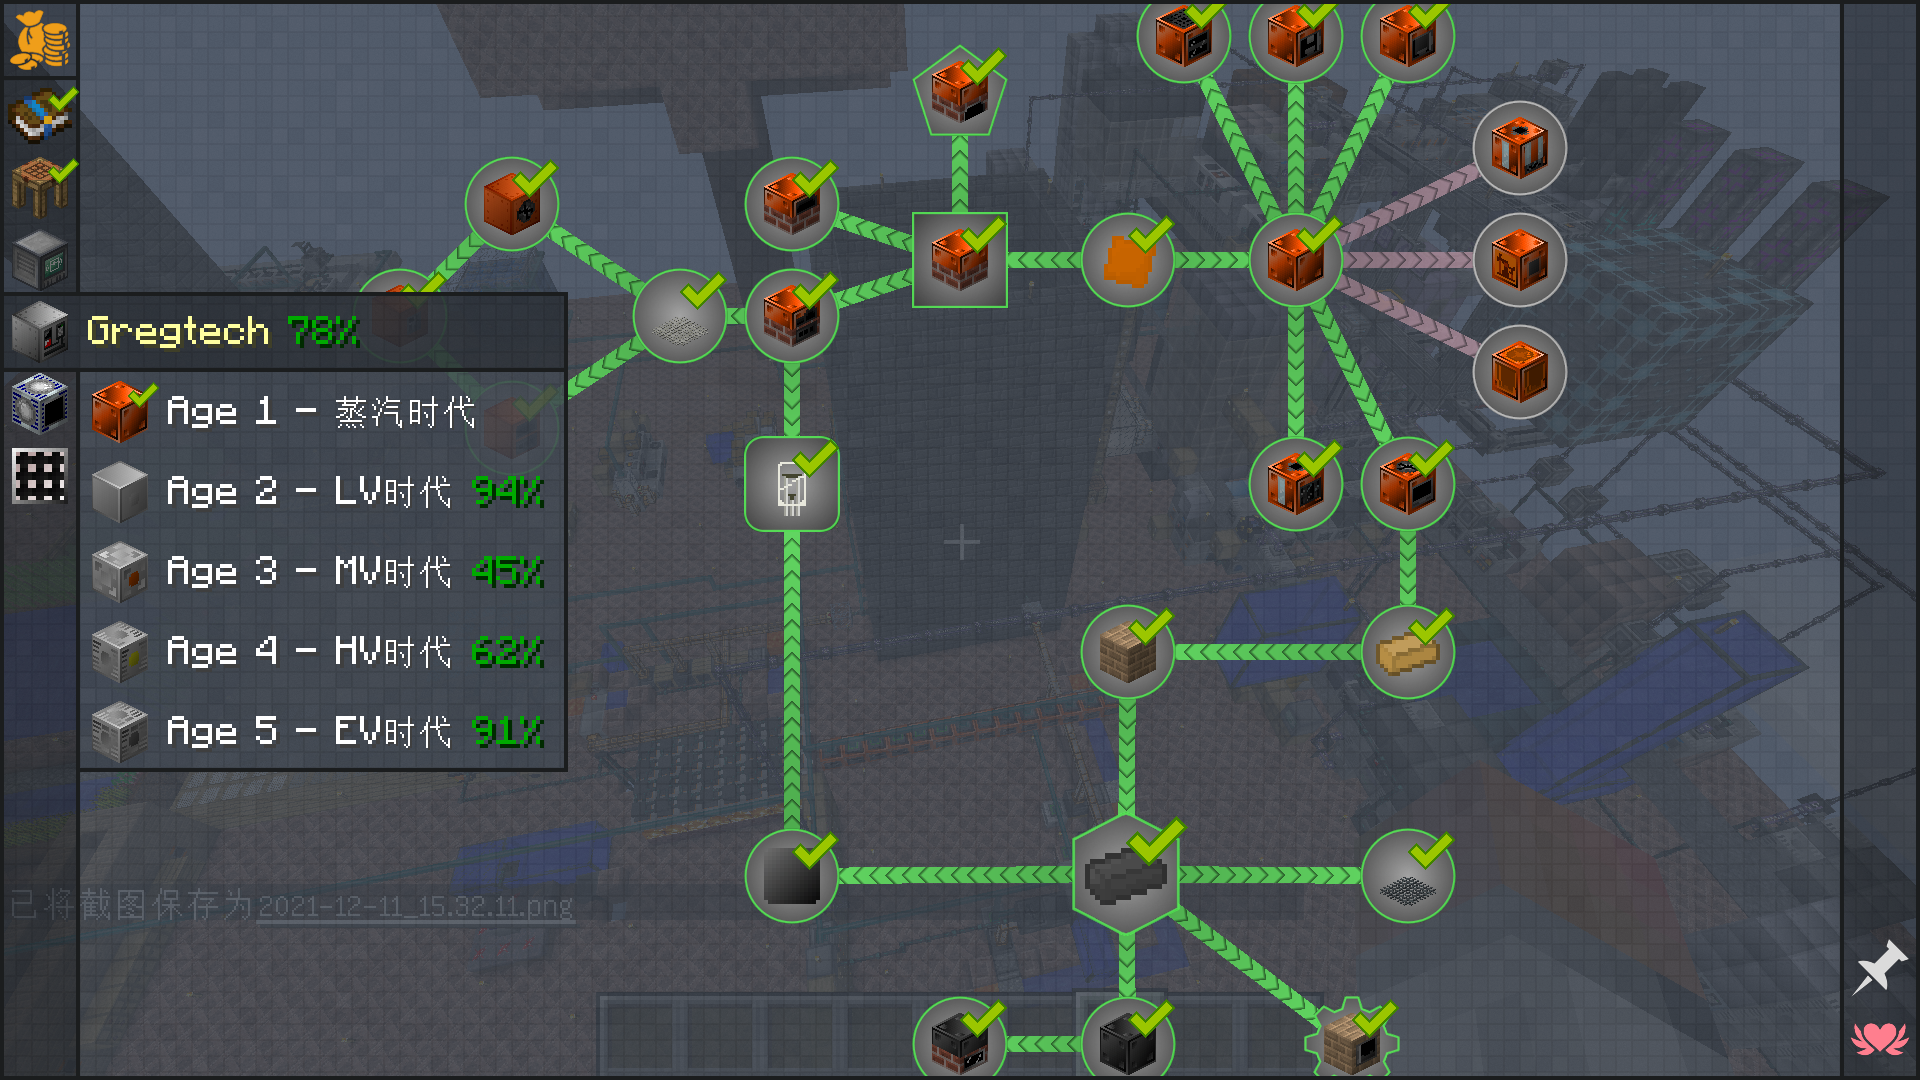 Gregtech 78%
Age 1 - 蒸汽时代
Age 2 - LV时代 94%
Age 3 - MV时代 45%
Age 4 - HV时代 62%
Age 5 - EV时代 91%
已将截图保存为2021-12-11_15.32.11.png